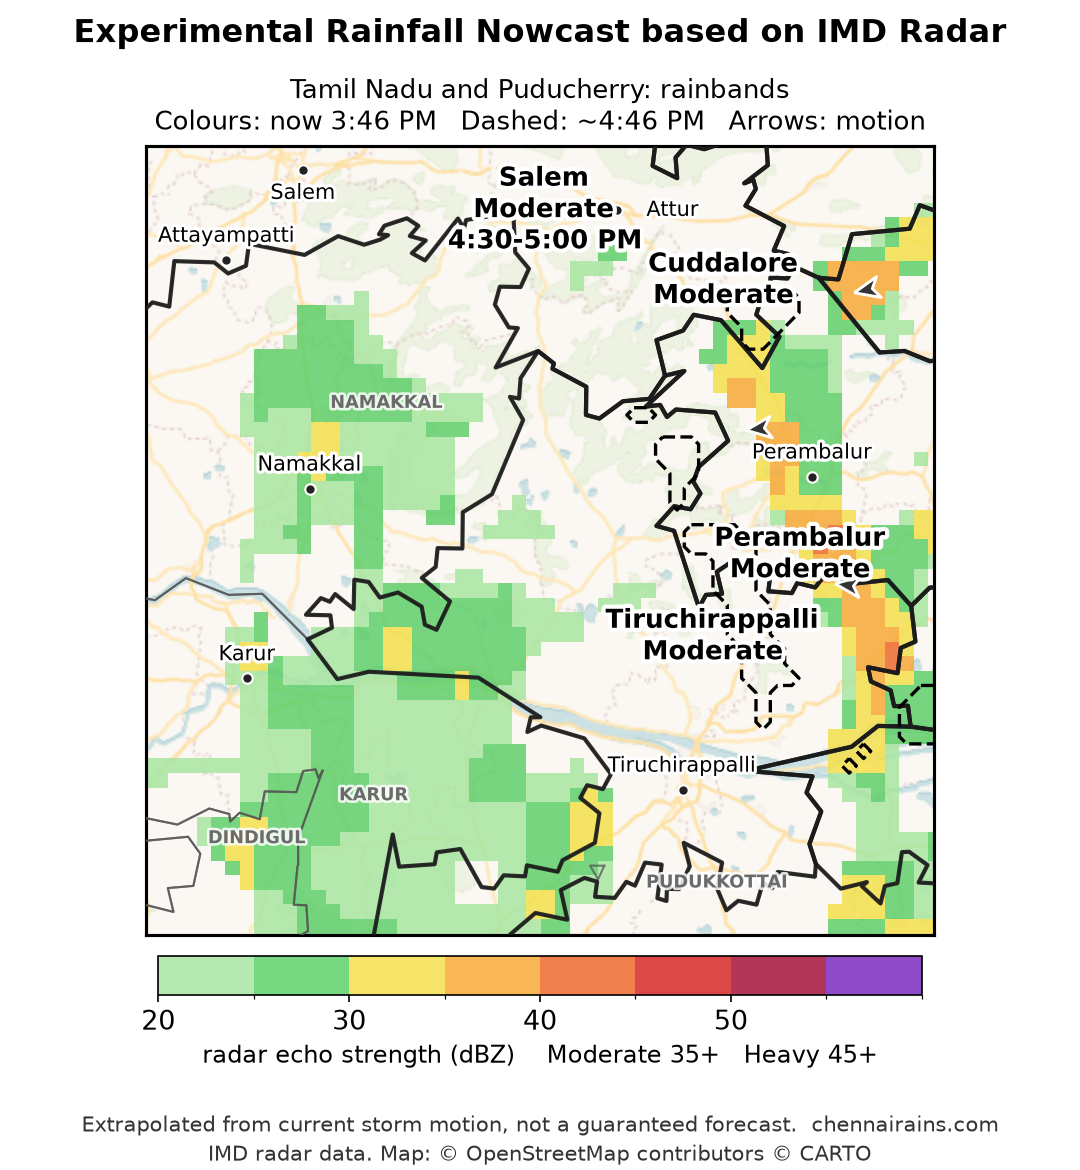 Experimental Rainfall Nowcast based on IMD Radar
Tamil Nadu and Puducherry: rainbands
Colours: now 3:46 PM   Dashed: ~4:46 PM   Arrows: motion
Salem
Salem
Moderate
4:30-5:00 PM
Attur
Attayampatti
Cuddalore
Moderate
NAMAKKAL
Namakkal
Perambalur
Perambalur
Moderate
Tiruchirappalli
Moderate
Karur
Tiruchirappalli
KARUR
DINDIGUL
PUDUKKOTTAI
20 30 40 50
radar echo strength (dBZ)   Moderate 35+   Heavy 45+
Extrapolated from current storm motion, not a guaranteed forecast.  chennairains.com
IMD radar data. Map: © OpenStreetMap contributors © CARTO